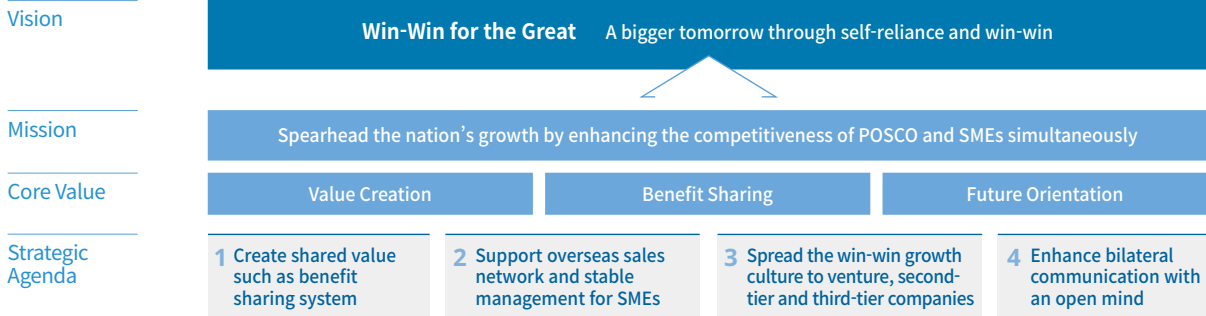 Vision
Win-Win for the Great A bigger tomorrow through self-reliance and win-win
Mission
Spearhead the nation's growth by enhancing the competitiveness of POSCO and SMEs simultaneously
Core Value
Value Creation
Benefit Sharing
Future Orientation
Strategic
Agenda
1 Create shared value
such as benefit
sharing system
2 Support overseas sales
network and stable
management for SMEs
3 Spread the win-win growth
culture to venture, second-
tier and third-tier companies
4 Enhance bilateral
communication with
an open mind